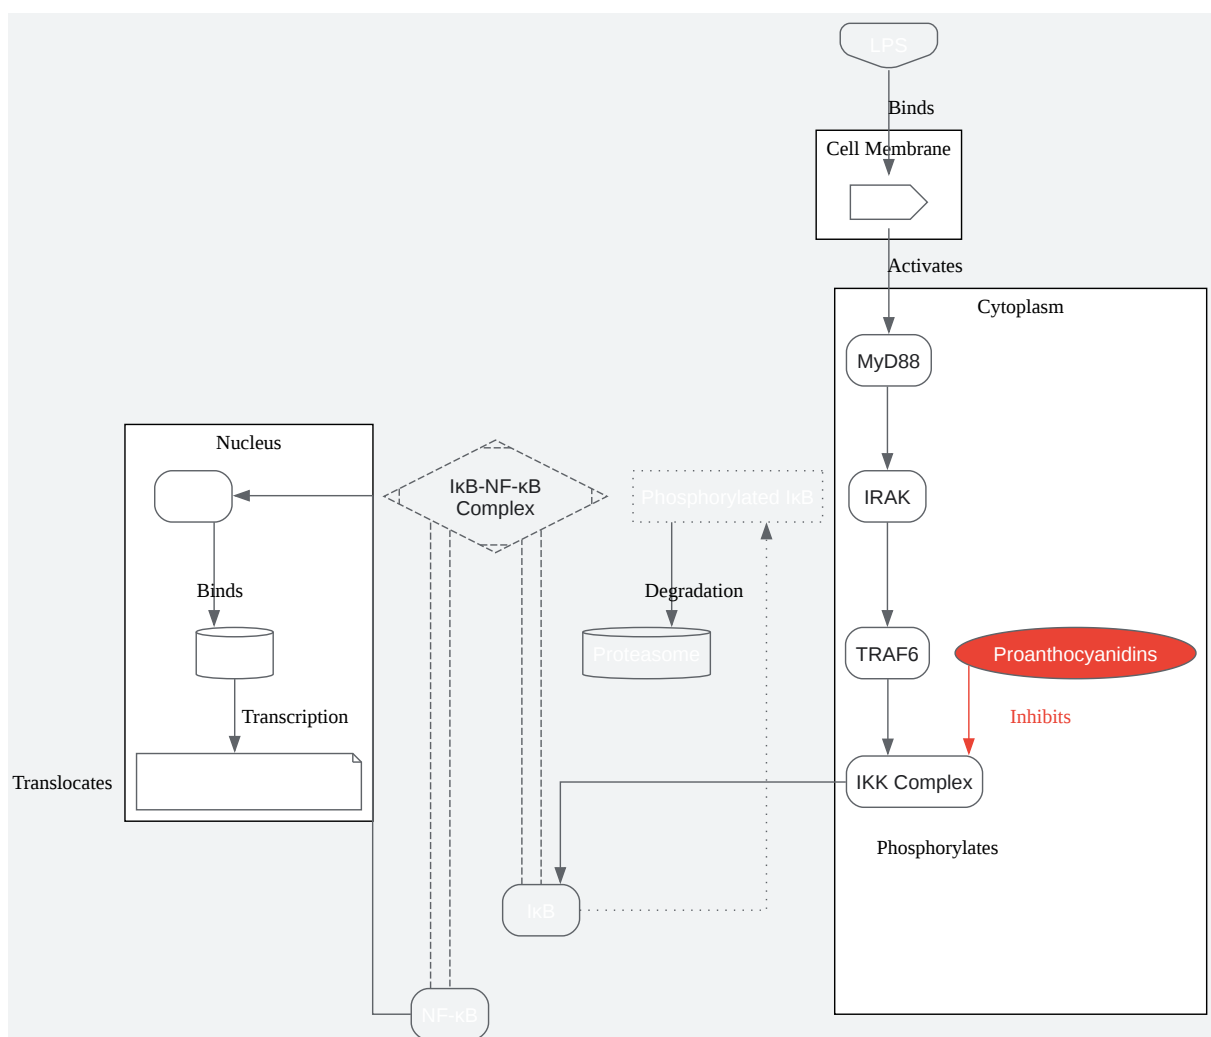 LPS
Binds
Cell Membrane
Activates
Cytoplasm
MyD88
Nucleus
IκB-NF-κB
Complex
Phosphorylated IκB
IRAK
Binds
Degradation
TRAF6
Proanthocyanidins
Proteasome
Transcription
Inhibits
Translocates
IKK Complex
Phosphorylates
IκB
NF-κB